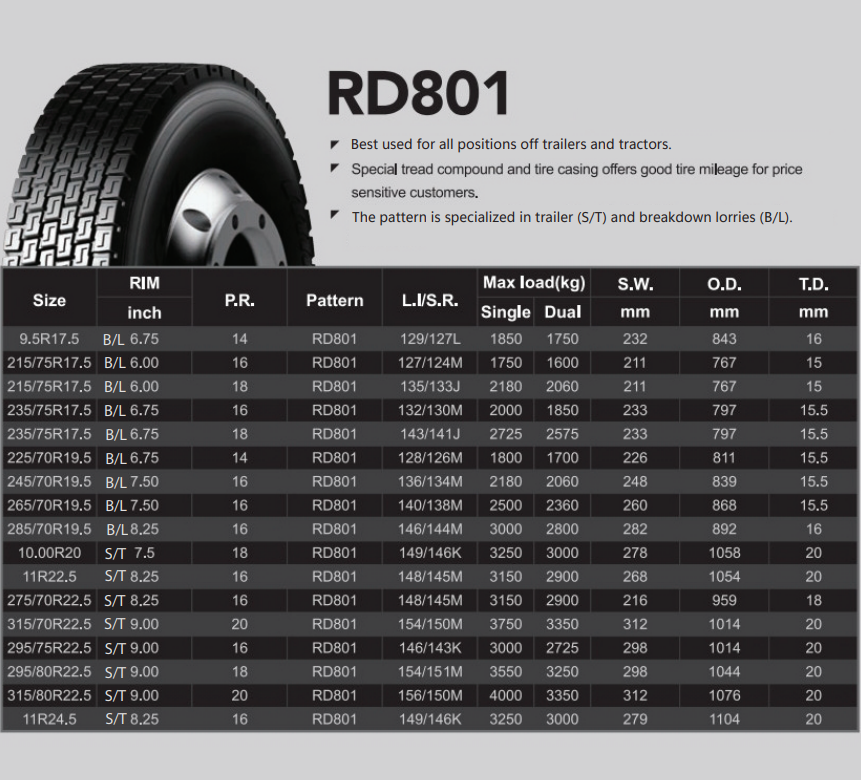 RD801
Best used for all positions off trailers and tractors.
Special tread compound and tire casing offers good tire mileage for price
sensitive customers.
The pattern is specialized in trailer (S/T) and breakdown lorries (B/L).
Size RIM P.R. Pattern L.I/S.R. Max load(kg) S.W. O.D. T.D.
inch Single Dual mm mm mm
9.5R17.5 B/L 6.75 14 RD801 129/127L 1850 1750 232 843 16
215/75R17.5 B/L 6.00 16 RD801 127/124M 1750 1600 211 767 15
215/75R17.5 B/L 6.00 18 RD801 135/133J 2180 2060 211 767 15
235/75R17.5 B/L 6.75 16 RD801 132/130M 2000 1850 233 797 15.5
235/75R17.5 B/L 6.75 18 RD801 143/141J 2725 2575 233 797 15.5
225/70R19.5 B/L 6.75 14 RD801 128/126M 1800 1700 226 811 15.5
245/70R19.5 B/L 7.50 16 RD801 136/134M 2180 2060 248 839 15.5
265/70R19.5 B/L 7.50 16 RD801 140/138M 2500 2360 260 868 15.5
285/70R19.5 B/L 8.25 16 RD801 146/144M 3000 2800 282 892 16
10.00R20 S/T 7.5 18 RD801 149/146K 3250 3000 278 1058 20
11R22.5 S/T 8.25 16 RD801 148/145M 3150 2900 268 1054 20
275/70R22.5 S/T 8.25 16 RD801 148/145M 3150 2900 216 959 18
315/70R22.5 S/T 9.00 20 RD801 154/150M 3750 3350 312 1014 20
295/75R22.5 S/T 9.00 16 RD801 146/143K 3000 2725 298 1014 20
295/80R22.5 S/T 9.00 18 RD801 154/151M 3550 3250 298 1044 20
315/80R22.5 S/T 9.00 20 RD801 156/150M 4000 3350 312 1076 20
11R24.5 S/T 8.25 16 RD801 149/146K 3250 3000 279 1104 20